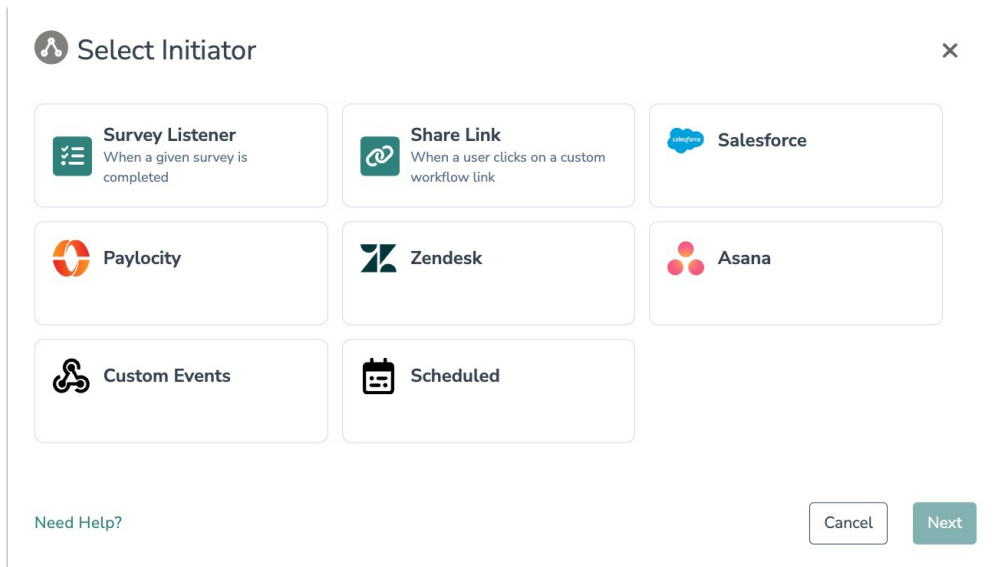 Select Initiator
Survey Listener
When a given survey is
completed
Share Link
When a user clicks on a custom
workflow link
salesforce
Salesforce
Paylocity
Zendesk
Asana
Custom Events
Scheduled
Need Help?
Cancel
Next